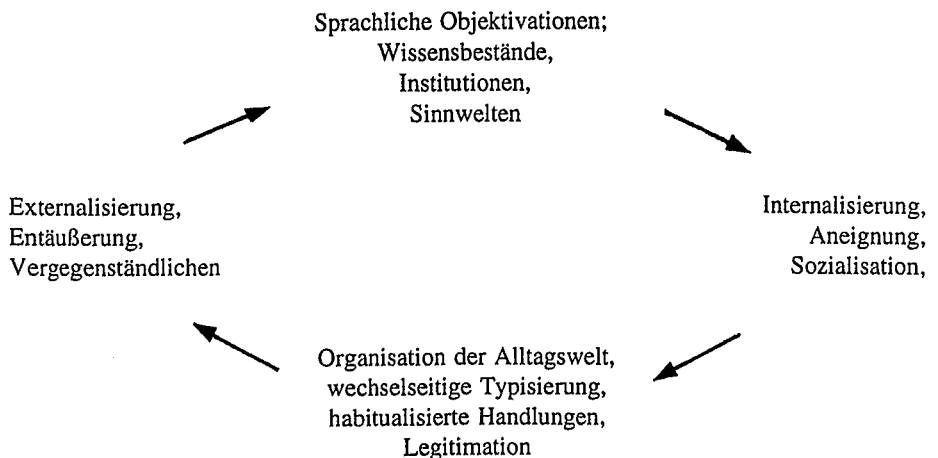 Sprachliche Objektivationen;
Wissensbestände,
Institutionen,
Sinnwelten
Externalisierung,
Entäußerung,
Vergegenständlichen
Internalisierung,
Aneignung,
Sozialisation,
Organisation der Alltagswelt,
wechselseitige Typisierung,
habitualisierte Handlungen,
Legitimation